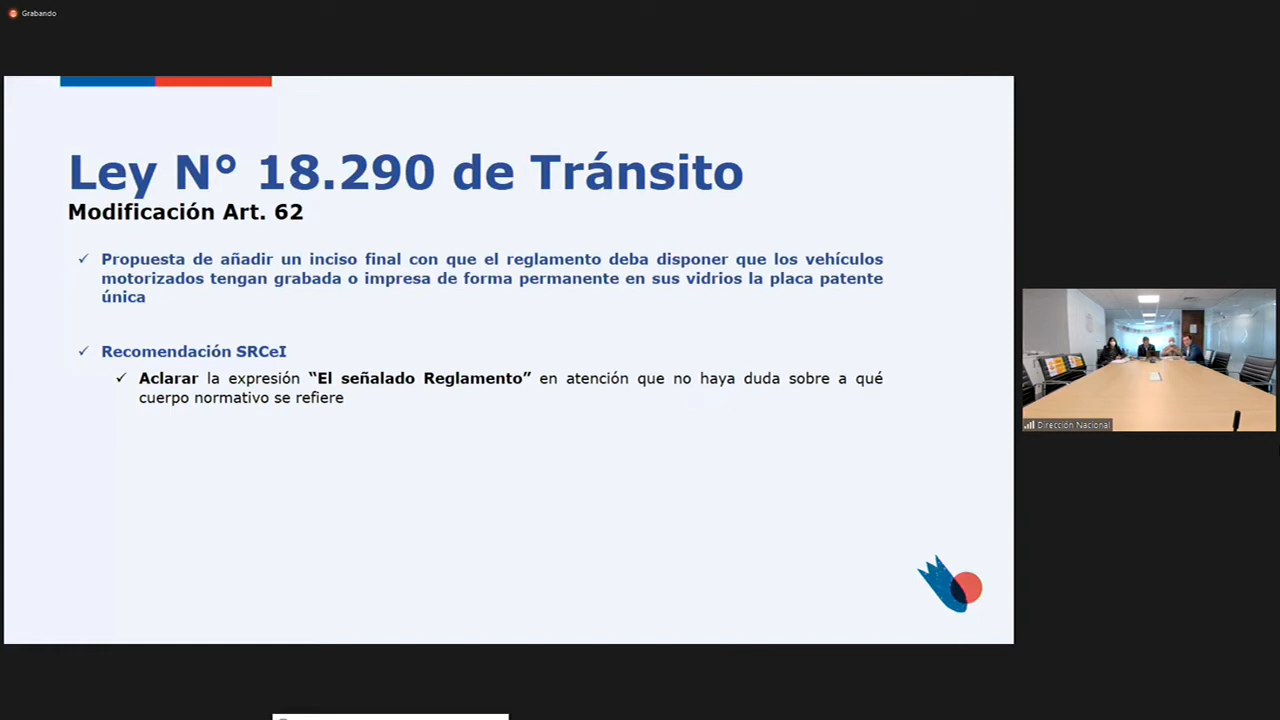 Grabando
Ley N° 18.290 de Tránsito
Modificación Art. 62
✓ Propuesta de añadir un inciso final con que el reglamento deba disponer que los vehículos
motorizados tengan grabada o impresa de forma permanente en sus vidrios la placa patente
única
✓ Recomendación SRCeI
✓ Aclarar la expresión “El señalado Reglamento” en atención que no haya duda sobre a qué
cuerpo normativo se refiere
Dirección Nacional